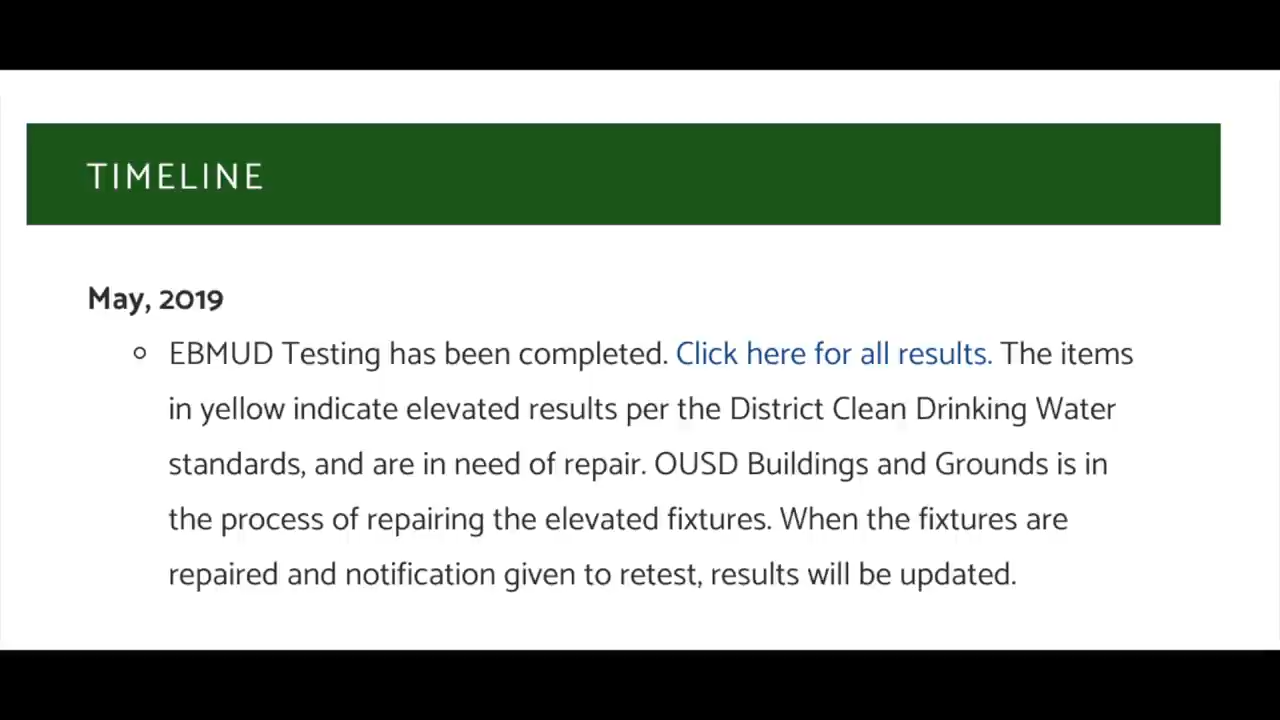 TIMELINE
May, 2019
EBMUD Testing has been completed. Click here for all results. The items
in yellow indicate elevated results per the District Clean Drinking Water
standards, and are in need of repair. OUSD Buildings and Grounds is in
the process of repairing the elevated fixtures. When the fixtures are
repaired and notification given to retest, results will be updated.